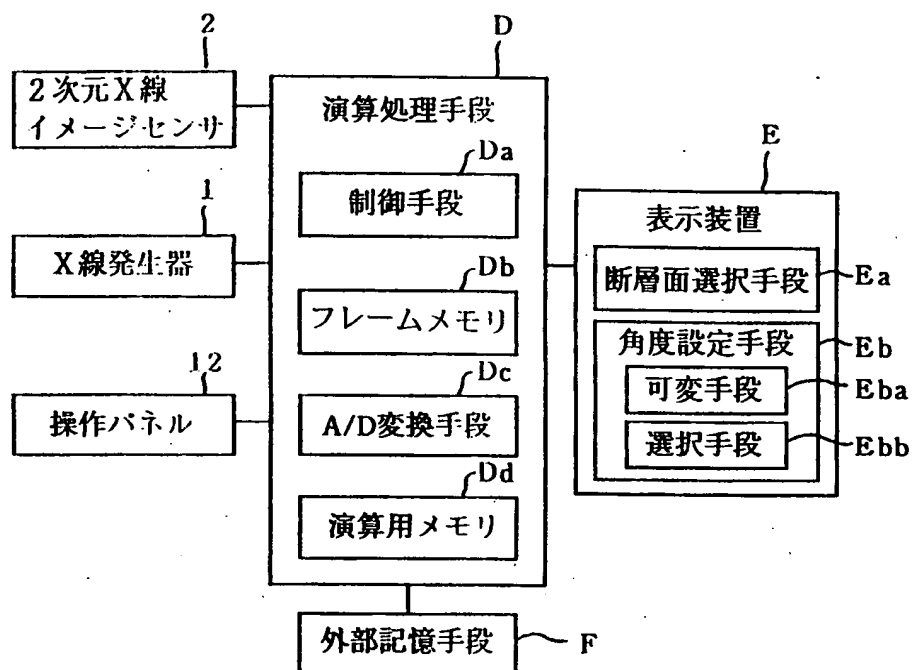 2
2次元X線
イメージセンサ
1
X線発生器
12
操作パネル
D
演算処理手段
Da
制御手段
Db
フレームメモリ
Dc
A/D変換手段
Dd
演算用メモリ
E
表示装置
断層面選択手段
Ea
角度設定手段
Eb
可変手段
Eba
選択手段
Ebb
外部記憶手段
F